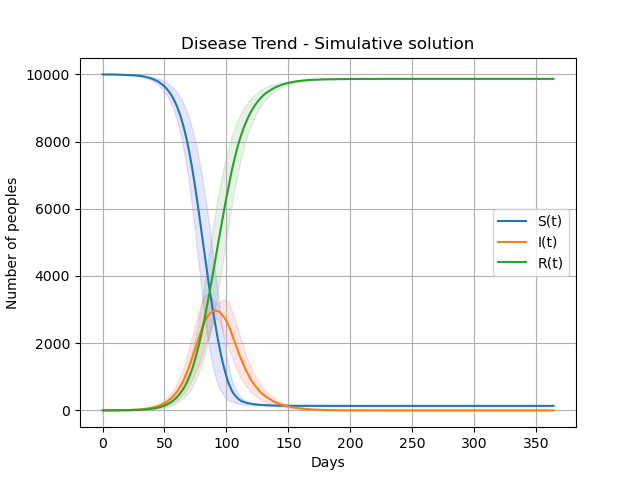 Disease Trend - Simulative solution
10000
8000
6000
4000
2000
0
Number of peoples
S(t)
I(t)
R(t)
0 50 100 150 200 250 300 350
Days